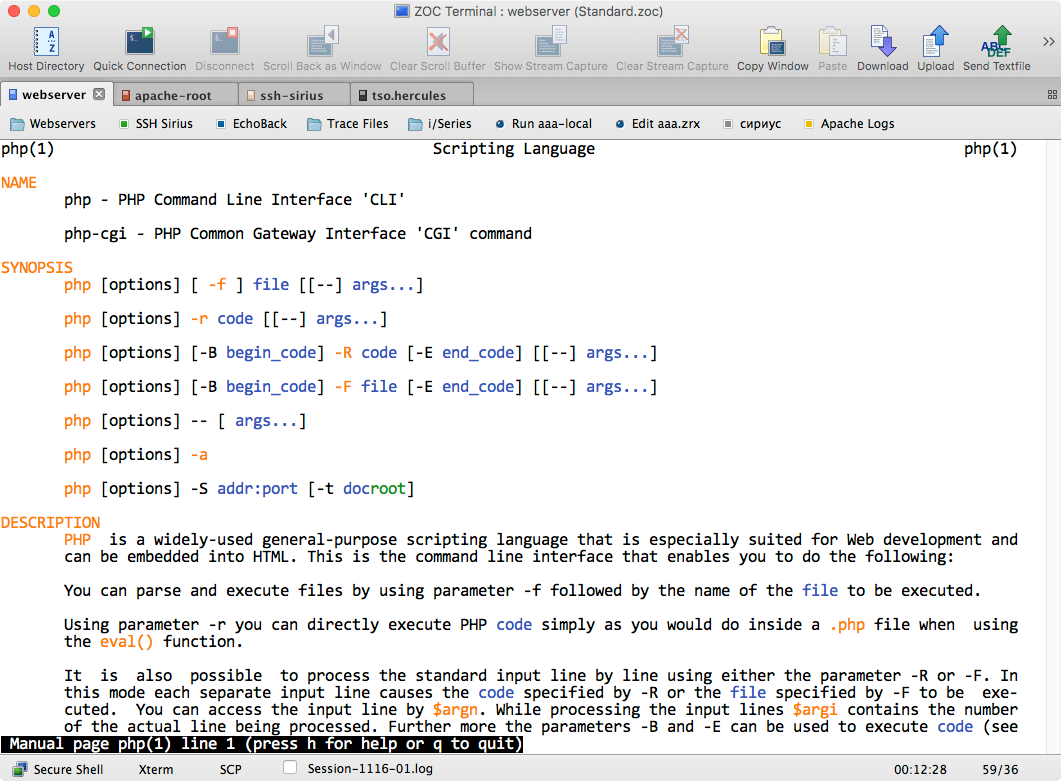 ZOC Terminal : webserver (Standard.zoc)
A
Z
ABC
DEF
Host Directory Quick Connection Disconnect Scroll Back as Window Clear Scroll Buffer Show Stream Capture Clear Stream Capture Copy Window Paste Download Upload Send Textfile
webserver apache-root ssh-sirius tso.hercules
Webservers SSH Sirius EchoBack Trace Files i/Series Run aaa-local Edit aaa.zrx сириус Apache Logs
php(1) Scripting Language php(1)
NAME
php - PHP Command Line Interface 'CLI'
php-cgi - PHP Common Gateway Interface 'CGI' command
SYNOPSIS
php [options] [ -f ] file [[--] args...]
php [options] -r code [[--] args...]
php [options] [-B begin_code] -R code [-E end_code] [[--] args...]
php [options] [-B begin_code] -F file [-E end_code] [[--] args...]
php [options] -- [ args...]
php [options] -a
php [options] -S addr:port [-t docroot]
DESCRIPTION
PHP is a widely-used general-purpose scripting language that is especially suited for Web development and
can be embedded into HTML. This is the command line interface that enables you to do the following:
You can parse and execute files by using parameter -f followed by the name of the file to be executed.
Using parameter -r you can directly execute PHP code simply as you would do inside a .php file when using
the eval() function.
It is also possible to process the standard input line by line using either the parameter -R or -F. In
this mode each separate input line causes the code specified by -R or the file specified by -F to be exe-
cuted. You can access the input line by $argn. While processing the input lines $argi contains the number
of the actual line being processed. Further more the parameters -B and -E can be used to execute code (see
Manual page php(1) line 1 (press h for help or q to quit)
Secure Shell Xterm SCP Session-1116-01.log 00:12:28 59/36